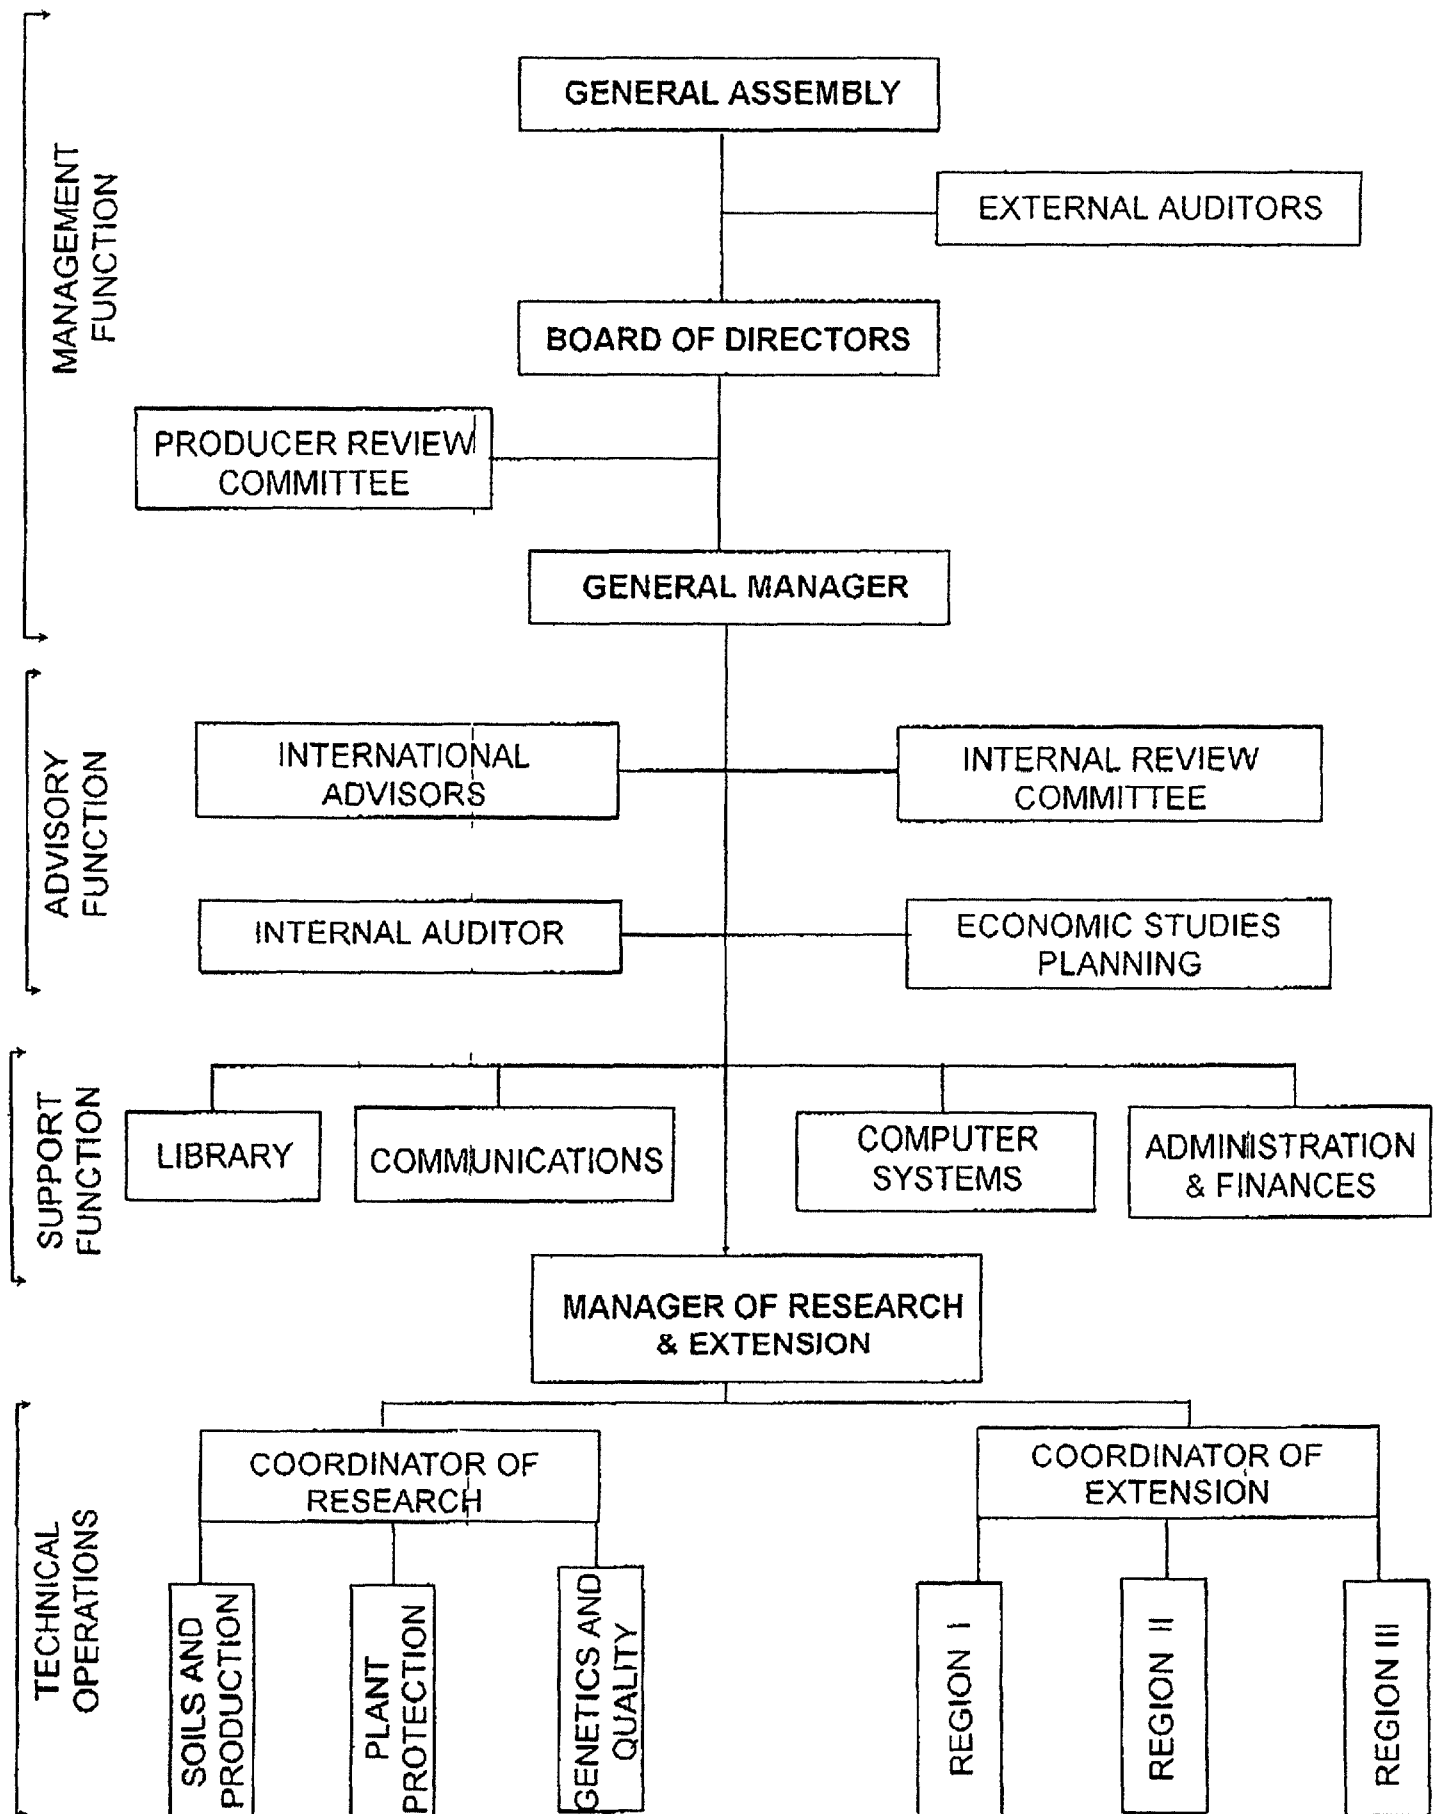 GENERAL ASSEMBLY
EXTERNAL AUDITORS
MANAGEMENT
FUNCTION
BOARD OF DIRECTORS
PRODUCER REVIEW
COMMITTEE
GENERAL MANAGER
ADVISORY
FUNCTION
INTERNATIONAL
ADVISORS
INTERNAL REVIEW
COMMITTEE
INTERNAL AUDITOR
ECONOMIC STUDIES
PLANNING
SUPPORT
FUNCTION
LIBRARY
COMMUNICATIONS
COMPUTER
SYSTEMS
ADMINISTRATION
& FINANCES
MANAGER OF RESEARCH
& EXTENSION
TECHNICAL
OPERATIONS
COORDINATOR OF
RESEARCH
COORDINATOR OF
EXTENSION
SOILS AND
PRODUCTION
PLANT
PROTECTION
GENETICS AND
QUALITY
REGION I
REGION II
REGION III